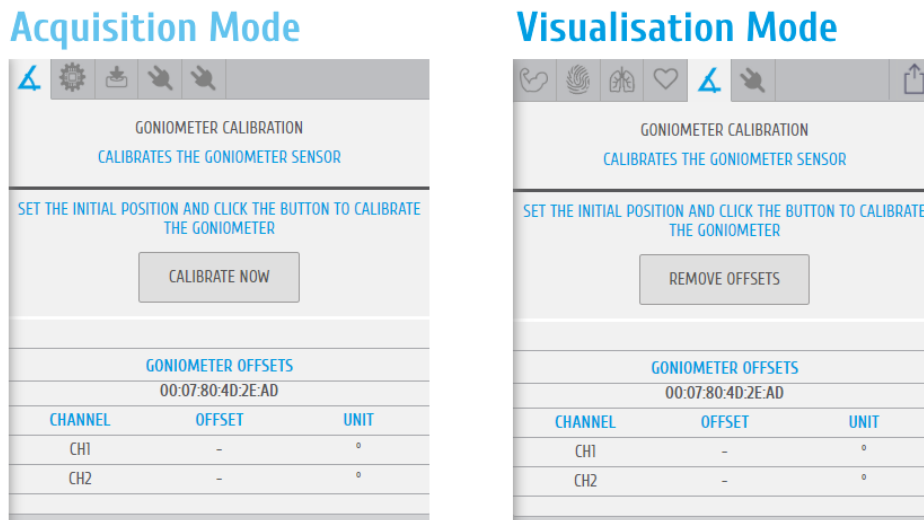 Acquisition Mode
GONIOMETER CALIBRATION
CALIBRATES THE GONIOMETER SENSOR
SET THE INITIAL POSITION AND CLICK THE BUTTON TO CALIBRATE
THE GONIOMETER
CALIBRATE NOW
GONIOMETER OFFSETS
00:07:80:4D:2E:AD
CHANNEL OFFSET UNIT
CH1 - °
CH2 - °
Visualisation Mode
GONIOMETER CALIBRATION
CALIBRATES THE GONIOMETER SENSOR
SET THE INITIAL POSITION AND CLICK THE BUTTON TO CALIBRATE
THE GONIOMETER
REMOVE OFFSETS
GONIOMETER OFFSETS
00:07:80:4D:2E:AD
CHANNEL OFFSET UNIT
CH1 - °
CH2 - °